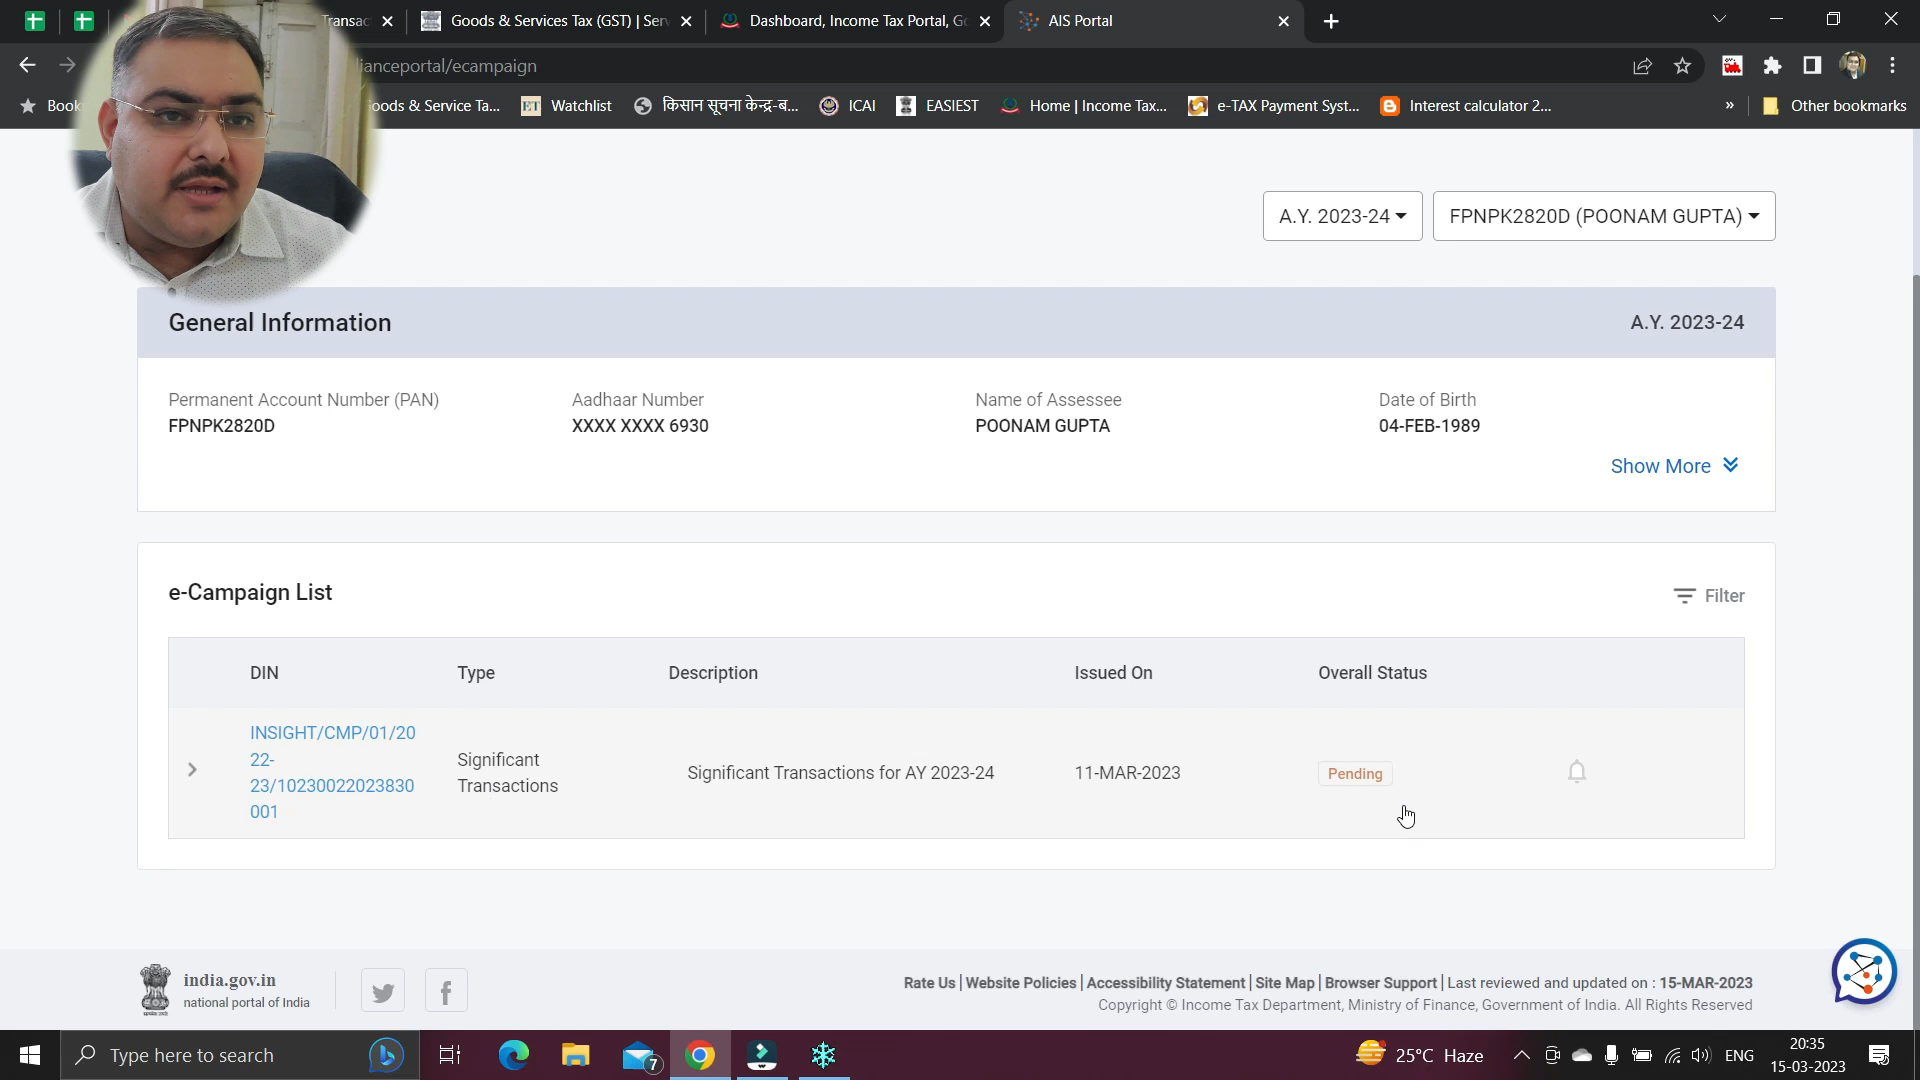 Transac
Goods & Services Tax (GST) | Serv
Dashboard, Income Tax Portal, Go
AIS Portal
ianceportal/ecampaign
Book
oods & Service Ta...
ET
Watchlist
किसान सूचना केन्द्र-ब...
ICAI
EASIEST
Home | Income Tax...
e-TAX Payment Syst...
Interest calculator 2...
»
Other bookmarks
A.Y. 2023-24
FPNPK2820D (POONAM GUPTA)
General Information
A.Y. 2023-24
Permanent Account Number (PAN)
Aadhaar Number
Name of Assessee
Date of Birth
FPNPK2820D
XXXX XXXX 6930
POONAM GUPTA
04-FEB-1989
Show More
e-Campaign List
Filter
DIN
Type
Description
Issued On
Overall Status
INSIGHT/CMP/01/20
22-
23/10230022023830
001
Significant
Transactions
Significant Transactions for AY 2023-24
11-MAR-2023
Pending
india.gov.in
national portal of India
Rate Us | Website Policies | Accessibility Statement | Site Map | Browser Support | Last reviewed and updated on : 15-MAR-2023
Copyright © Income Tax Department, Ministry of Finance, Government of India. All Rights Reserved
Type here to search
7
25°C Haze
ENG
20:35
15-03-2023